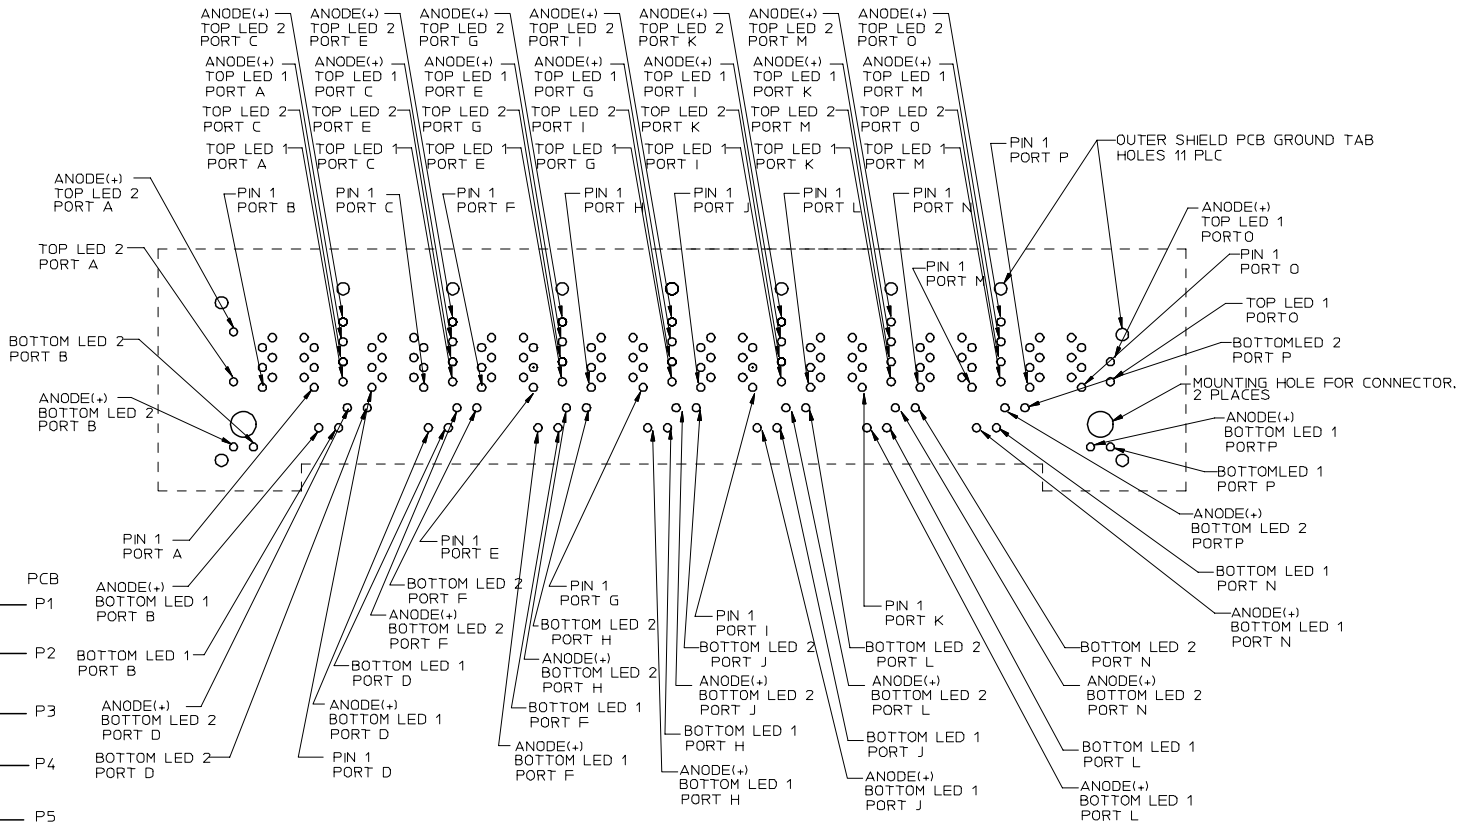 ANODE(+)
TOP LED 2
PORT C
ANODE(+)
TOP LED 2
PORT E
ANODE(+)
TOP LED 2
PORT G
ANODE(+)
TOP LED 2
PORT I
ANODE(+)
TOP LED 2
PORT K
ANODE(+)
TOP LED 2
PORT M
ANODE(+)
TOP LED 2
PORT O
ANODE(+)
TOP LED 1
PORT A
ANODE(+)
TOP LED 1
PORT C
ANODE(+)
TOP LED 1
PORT E
ANODE(+)
TOP LED 1
PORT G
ANODE(+)
TOP LED 1
PORT I
ANODE(+)
TOP LED 1
PORT K
ANODE(+)
TOP LED 1
PORT M
TOP LED 2
PORT C
TOP LED 2
PORT E
TOP LED 2
PORT G
TOP LED 2
PORT I
TOP LED 2
PORT K
TOP LED 2
PORT M
TOP LED 2
PORT O
TOP LED 1
PORT A
TOP LED 1
PORT C
TOP LED 1
PORT E
TOP LED 1
PORT G
TOP LED 1
PORT I
TOP LED 1
PORT K
TOP LED 1
PORT M
PIN 1
PORT P
OUTER SHIELD PCB GROUND TAB
HOLES 11 PLC
ANODE(+)
TOP LED 2
PORT A
PIN 1
PORT B
PIN 1
PORT C
PIN 1
PORT F
PIN 1
PORT H
PIN 1
PORT J
PIN 1
PORT L
PIN 1
PORT N
ANODE(+)
TOP LED 1
PORTO
TOP LED 2
PORT A
PIN 1
PORT M
PIN 1
PORT O
TOP LED 1
PORTO
BOTTOM LED 2
PORT B
BOTTOMLED 2
PORT P
MOUNTING HOLE FOR CONNECTOR,
2 PLACES
ANODE(+)
BOTTOM LED 2
PORT B
ANODE(+)
BOTTOM LED 1
PORTP
BOTTOMLED 1
PORT P
ANODE(+)
BOTTOM LED 2
PORTP
PIN 1
PORT A
PIN 1
PORT E
BOTTOM LED 1
PORT N
PCB
P1
P2
P3
P4
P5
ANODE(+)
BOTTOM LED 1
PORT B
BOTTOM LED 2
PORT F
PIN 1
PORT G
PIN 1
PORT K
ANODE(+)
BOTTOM LED 1
PORT N
ANODE(+)
BOTTOM LED 2
PORT F
BOTTOM LED 2
PORT H
PIN 1
PORT I
BOTTOM LED 1
PORT B
BOTTOM LED 1
PORT D
ANODE(+)
BOTTOM LED 2
PORT H
BOTTOM LED 2
PORT J
BOTTOM LED 2
PORT L
BOTTOM LED 2
PORT N
ANODE(+)
BOTTOM LED 2
PORT D
ANODE(+)
BOTTOM LED 1
PORT D
BOTTOM LED 1
PORT F
ANODE(+)
BOTTOM LED 2
PORT J
ANODE(+)
BOTTOM LED 2
PORT L
ANODE(+)
BOTTOM LED 2
PORT N
BOTTOM LED 2
PORT D
PIN 1
PORT D
ANODE(+)
BOTTOM LED 1
PORT F
BOTTOM LED 1
PORT H
BOTTOM LED 1
PORT J
BOTTOM LED 1
PORT L
ANODE(+)
BOTTOM LED 1
PORT H
ANODE(+)
BOTTOM LED 1
PORT J
ANODE(+)
BOTTOM LED 1
PORT L